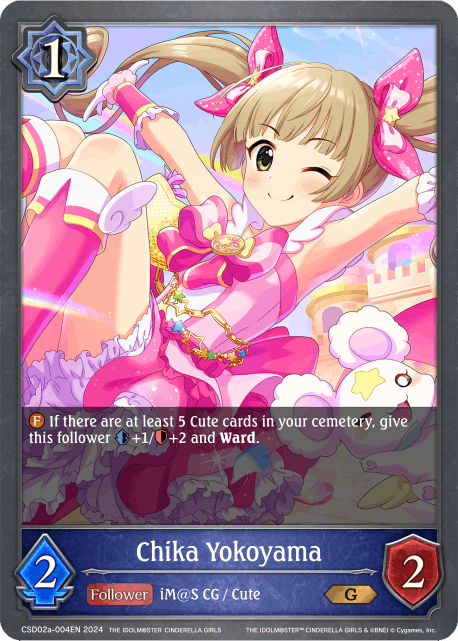 1
F If there are at least 5 Cute cards in your cemetery, give
this follower +1/+2 and Ward.
Chika Yokoyama
2
Follower iM@S CG / Cute
G
2
CSD02a-004EN 2024 THE IDOLM@STER CINDERELLA GIRLS THE IDOLM@STER™ CINDERELLA GIRLS & ©BNEI © Cygames, Inc.